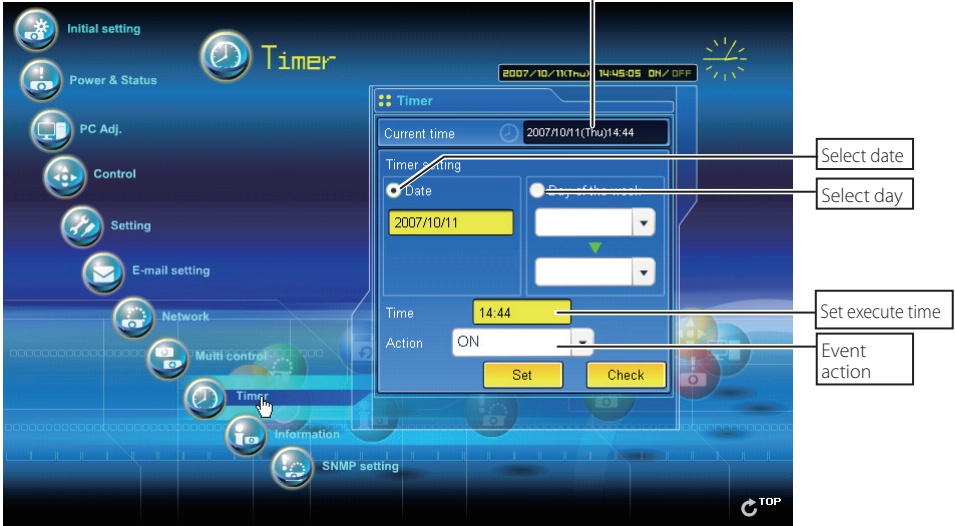 Initial setting
Power & Status
PC Adj.
Control
Setting
E-mail setting
Network
Multi control
Timer
Information
SNMP setting
Timer
2007/10/11(Thu) 14:45:05 ON/OFF
Timer
Current time
2007/10/11(Thu)14:44
Timer setting
Date
Day of the week
2007/10/11
Time
14:44
Action
ON
Set
Check
Select date
Select day
Set execute time
Event
action
TOP